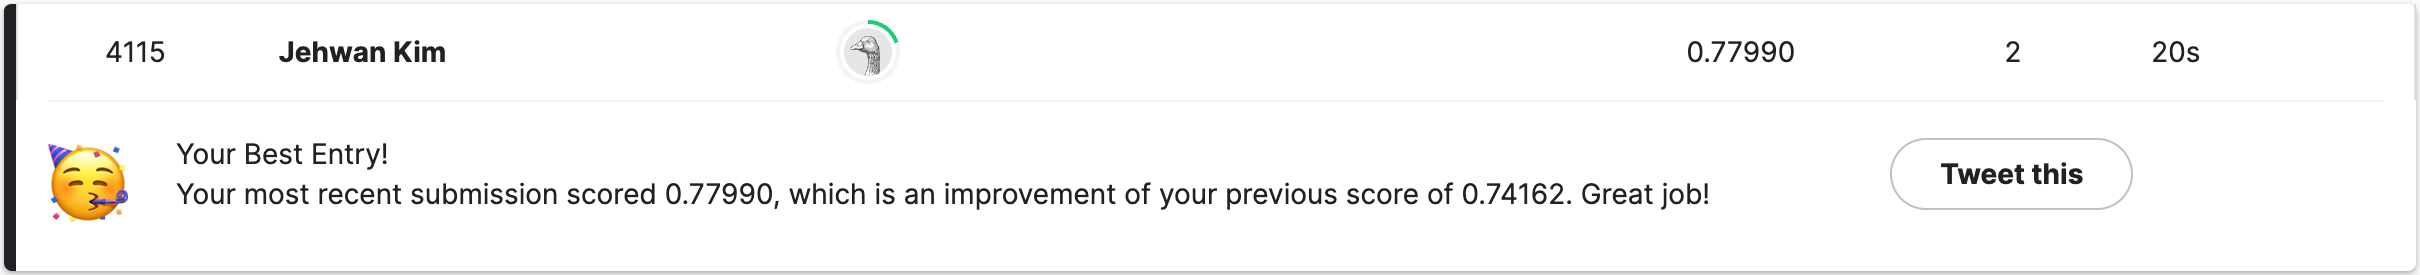 4115 Jehwan Kim 0.77990 2 20s
Your Best Entry!
Your most recent submission scored 0.77990, which is an improvement of your previous score of 0.74162. Great job!
Tweet this